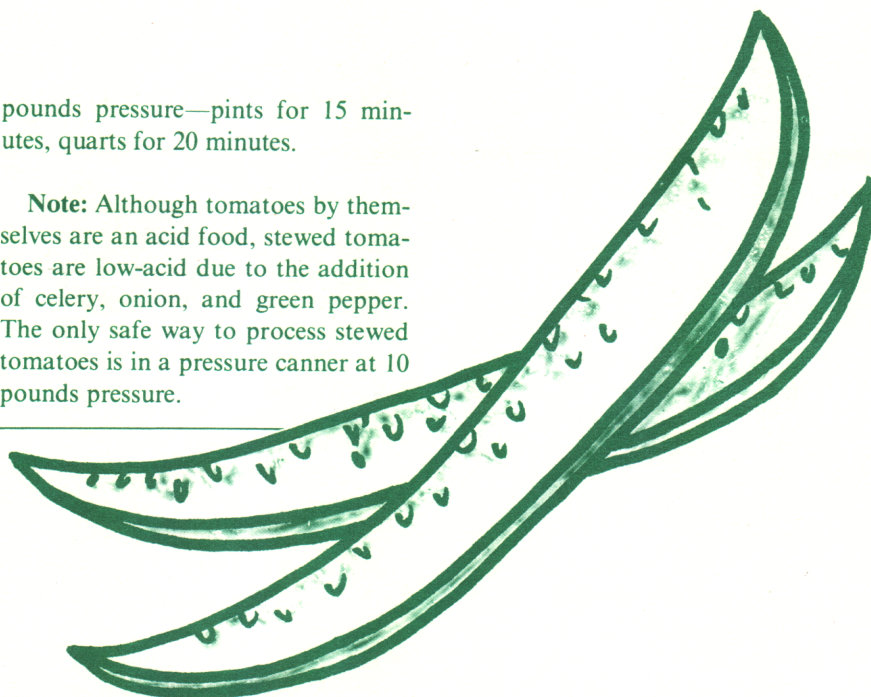 pounds pressure—pints for 15 min-
utes, quarts for 20 minutes.
Note: Although tomatoes by them-
selves are an acid food, stewed toma-
toes are low-acid due to the addition
of celery, onion, and green pepper.
The only safe way to process stewed
tomatoes is in a pressure canner at 10
pounds pressure.